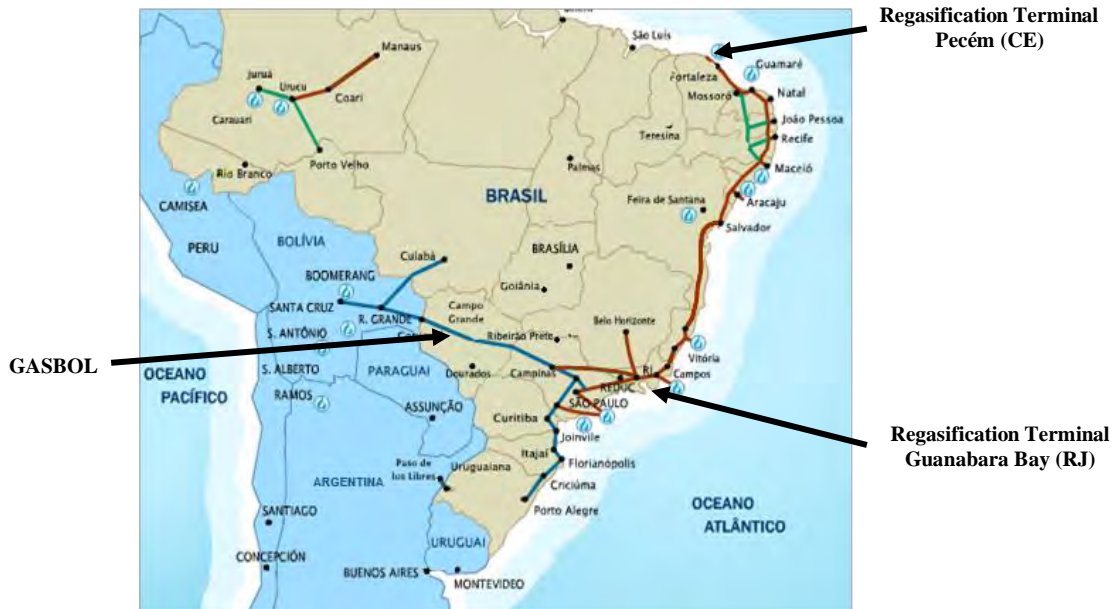 Regasification Terminal
Pecém (CE)
São Luís
Manaus
Fortaleza
Guamaré
Juruá
Urucu
Coari
Mossoró
Natal
Carauari
João Pessoa
Teresina
Recife
Porto Velho
Rio Branco
Palmas
Maceió
CAMISEA
BRASIL
Feira de Santana
Aracaju
PERU
BOLÍVIA
Salvador
Cuiabá
BRASÍLIA
BOOMERANG
Goiânia
SANTA CRUZ
R. GRANDE
Campo
Grande
Belo Horizonte
S. ANTÔNIO
Ribeirão Prete
Vitória
GASBOL
OCEANO
PACÍFICO
S. ALBERTO
PARAGUAI
Dourados
Campinas
RJ
Campos
REDUC
RAMOS
ASSUNÇÃO
SÃO PAULO
Curitiba
Joinvile
Regasification Terminal
Guanabara Bay (RJ)
Itajaí
Paso de
los Libres
Uruguaiana
Florianópolis
ARGENTINA
Criciúma
Porto Alegre
OCEANO
ATLÂNTICO
SANTIAGO
URUGUAI
CONCEPCIÓN
BUENOS AIRES
MONTEVIDEO